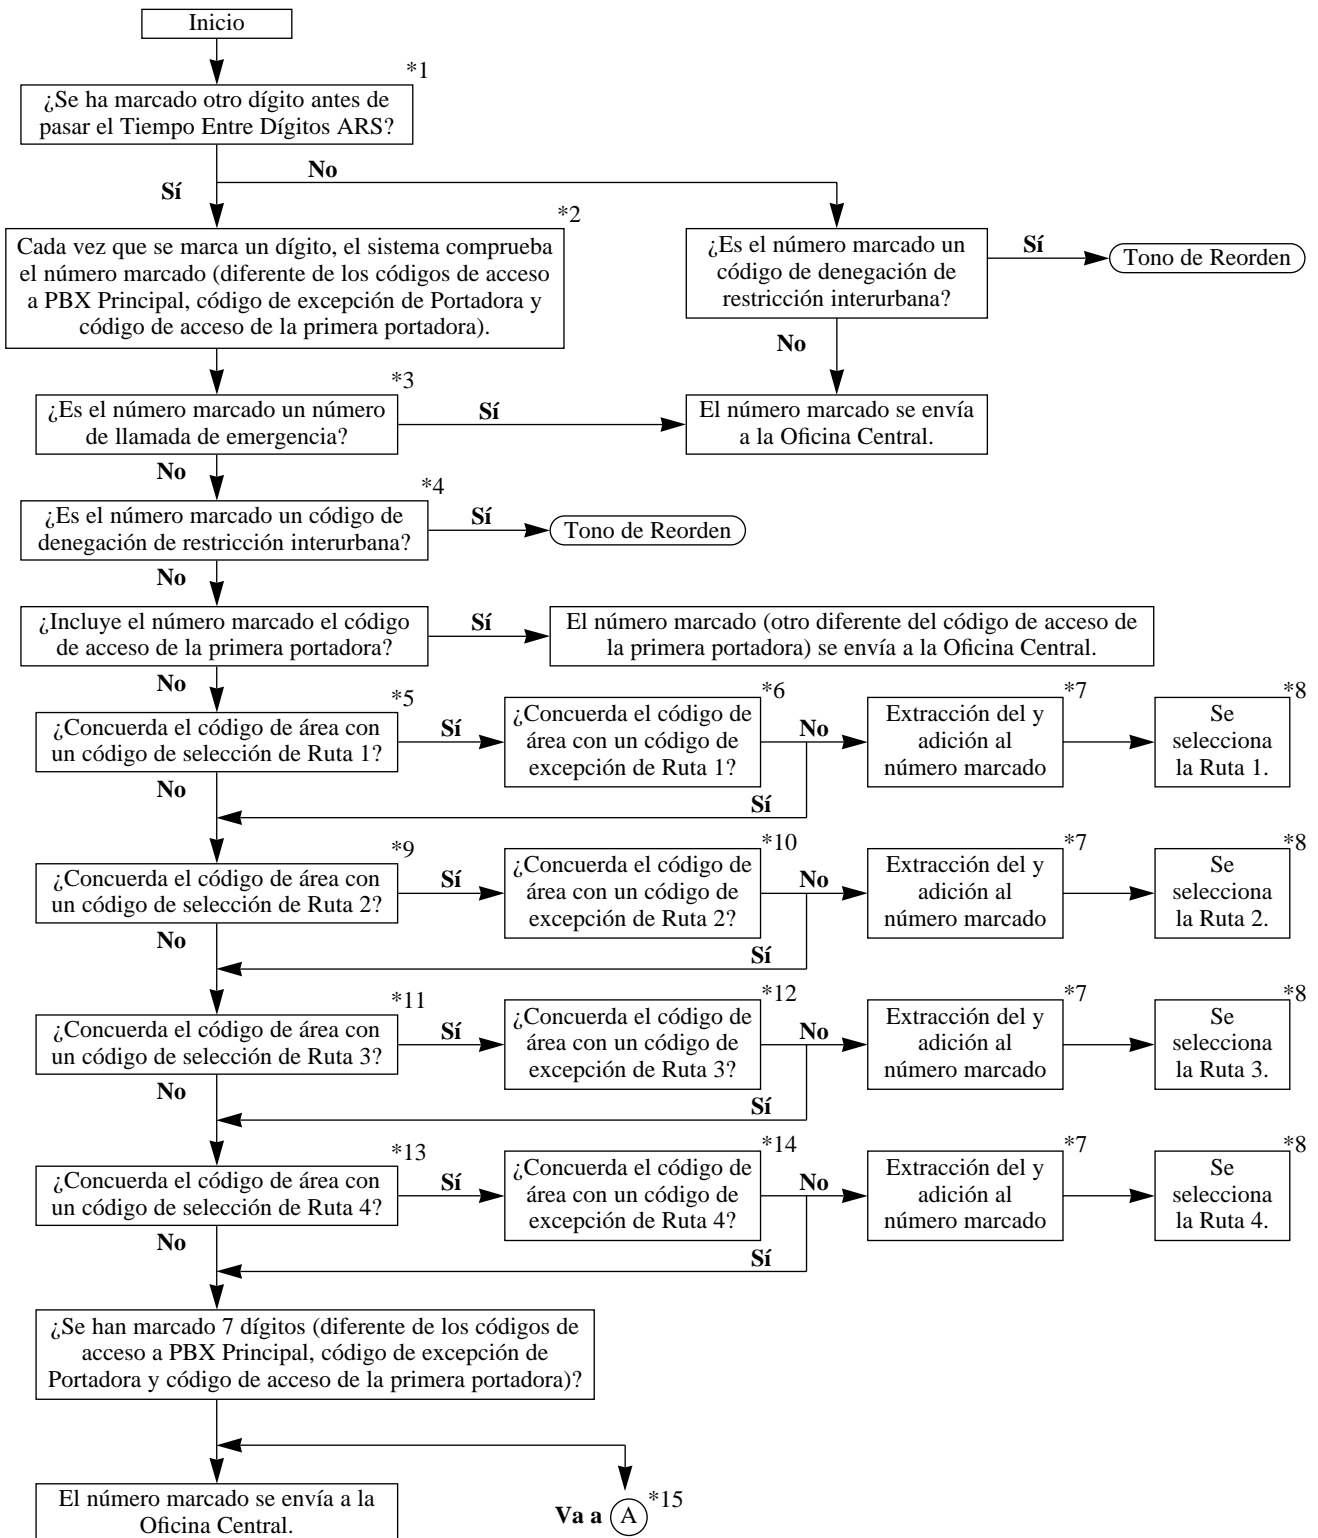 Inicio
*1
¿Se ha marcado otro dígito antes de
pasar el Tiempo Entre Dígitos ARS?
No
Sí
*2
Cada vez que se marca un dígito, el sistema comprueba
el número marcado (diferente de los códigos de acceso
a PBX Principal, código de excepción de Portadora y
código de acceso de la primera portadora).
¿Es el número marcado un
código de denegación de
restricción interurbana?
Sí
Tono de Reorden
No
*3
¿Es el número marcado un número
de llamada de emergencia?
Sí
El número marcado se envía
a la Oficina Central.
No
*4
¿Es el número marcado un código de
denegación de restricción interurbana?
Sí
Tono de Reorden
No
¿Incluye el número marcado el código
de acceso de la primera portadora?
Sí
El número marcado (otro diferente del código de acceso de
la primera portadora) se envía a la Oficina Central.
No
*5
¿Concuerda el código de área con
un código de selección de Ruta 1?
Sí
*6
¿Concuerda el código de
área con un código de
excepción de Ruta 1?
No
*7
Extracción del y
adición al
número marcado
*8
Se
selecciona
la Ruta 1.
No
Sí
*9
¿Concuerda el código de área con
un código de selección de Ruta 2?
Sí
*10
¿Concuerda el código de
área con un código de
excepción de Ruta 2?
No
*7
Extracción del y
adición al
número marcado
*8
Se
selecciona
la Ruta 2.
No
Sí
*11
¿Concuerda el código de área con
un código de selección de Ruta 3?
Sí
*12
¿Concuerda el código de
área con un código de
excepción de Ruta 3?
No
*7
Extracción del y
adición al
número marcado
*8
Se
selecciona
la Ruta 3.
No
Sí
*13
¿Concuerda el código de área con
un código de selección de Ruta 4?
Sí
*14
¿Concuerda el código de
área con un código de
excepción de Ruta 4?
No
*7
Extracción del y
adición al
número marcado
*8
Se
selecciona
la Ruta 4.
No
Sí
¿Se han marcado 7 dígitos (diferente de los códigos de
acceso a PBX Principal, código de excepción de
Portadora y código de acceso de la primera portadora)?
El número marcado se envía a la
Oficina Central.
Va a A *15